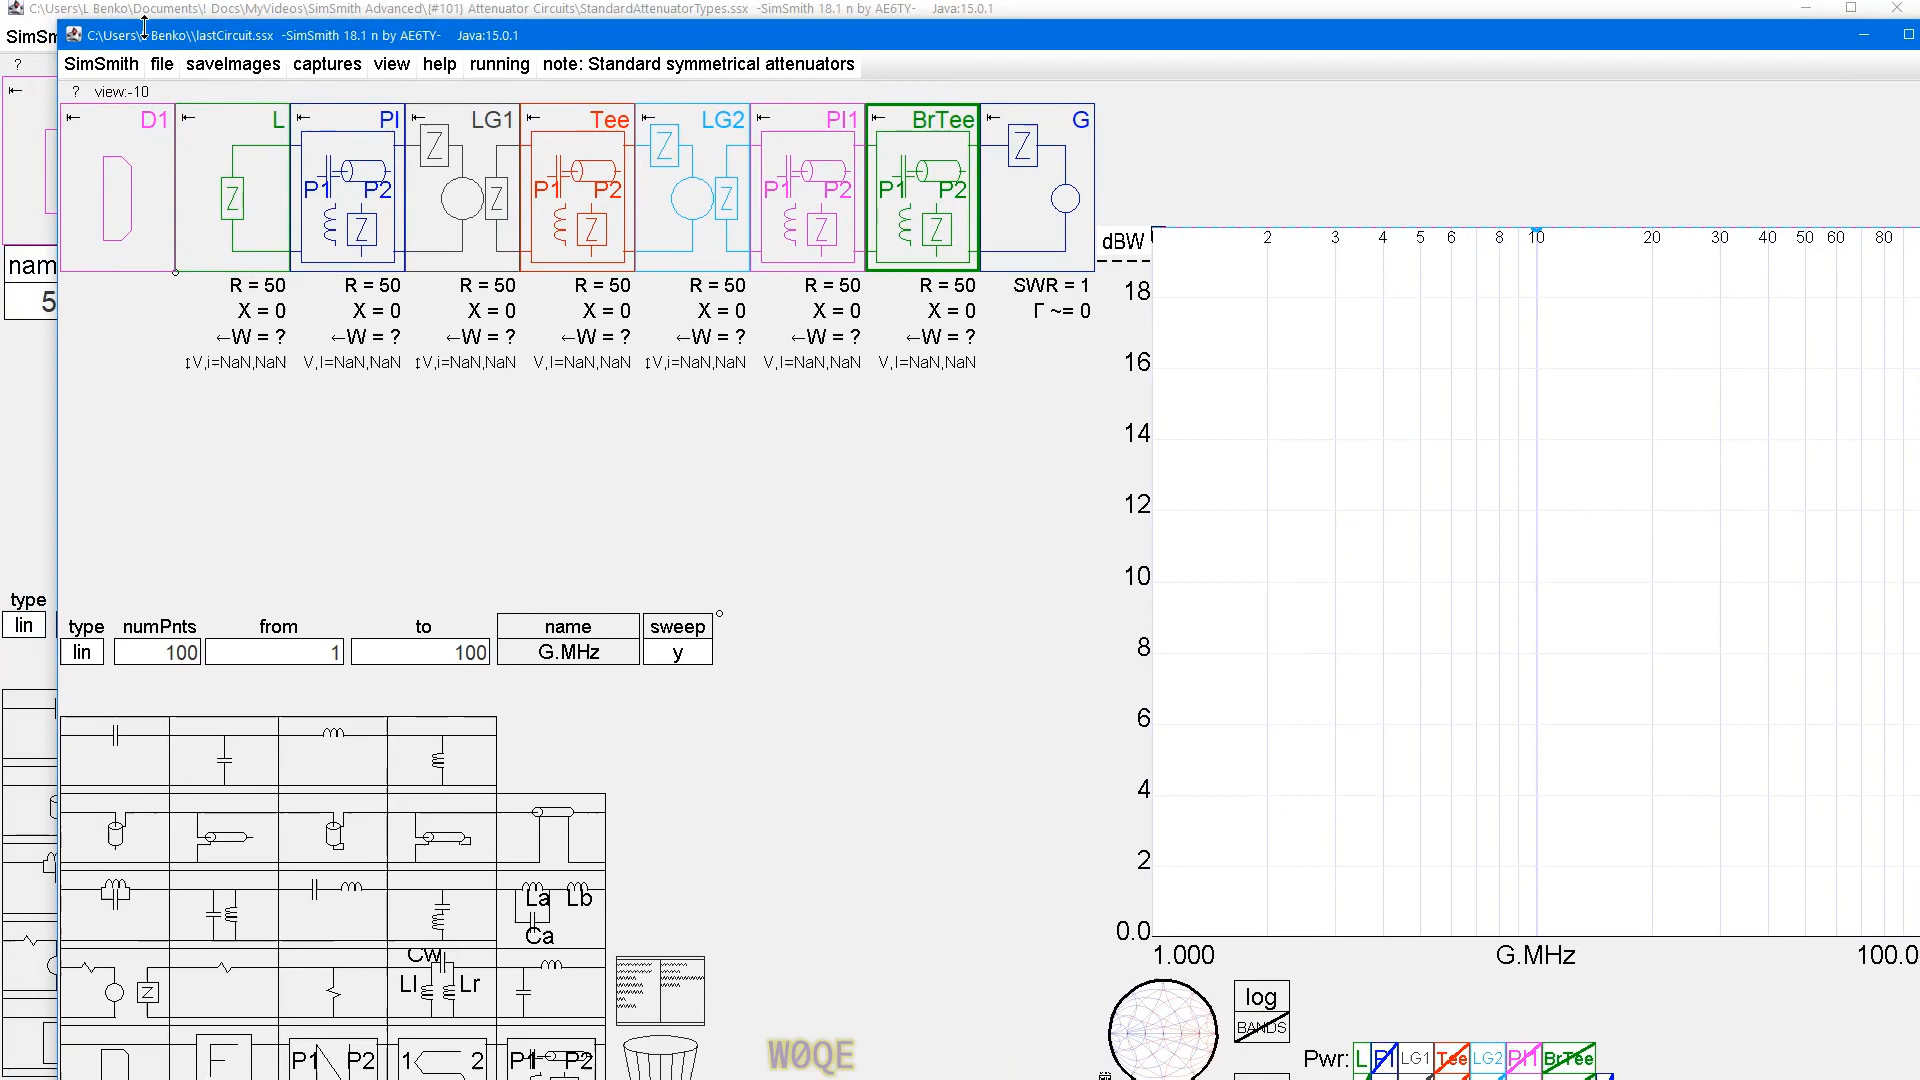 C:\Users\L Benko\Documents\! Docs\MyVideos\SimSmith Advanced\{#101} Attenuator Circuits\StandardAttenuatorTypes.ssx -SimSmith 18.1 n by AE6TY- Java:15.0.1
C:\Users\ Benko\\lastCircuit.ssx -SimSmith 18.1 n by AE6TY- Java:15.0.1
SimSm
SimSmith file saveImages captures view help running note: Standard symmetrical attenuators
?
? view:-10
D1 L PI LG1 Tee LG2 PI1 BrTee G
Z Z Z
P1 P2 P1 P2 P1 P2 P1 P2
Z Z Z Z Z Z Z
R = 50 R = 50 R = 50 R = 50 R = 50 R = 50 R = 50 SWR = 1
X = 0 X = 0 X = 0 X = 0 X = 0 X = 0 X = 0 Γ ~= 0
←W = ? ←W = ? ←W = ? ←W = ? ←W = ? ←W = ? ←W = ?
↕V,i=NaN,NaN V,I=NaN,NaN ↕V,i=NaN,NaN V,I=NaN,NaN ↕V,i=NaN,NaN V,I=NaN,NaN V,I=NaN,NaN
nam
5
type
lin
type numPnts from to name sweep
lin 100 1 100 G.MHz y
La Lb
Ca
Cw
Ll Lr
Z
D F P1 N P2 1 2 P1 P2
W0QE
dBW 2 3 4 5 6 8 10 20 30 40 50 60 80
18
16
14
12
10
8
6
4
2
0.0
1.000 G.MHz 100.0
log
BANDS
Pwr: L PI LG1 Tee LG2 PI1 BrTee